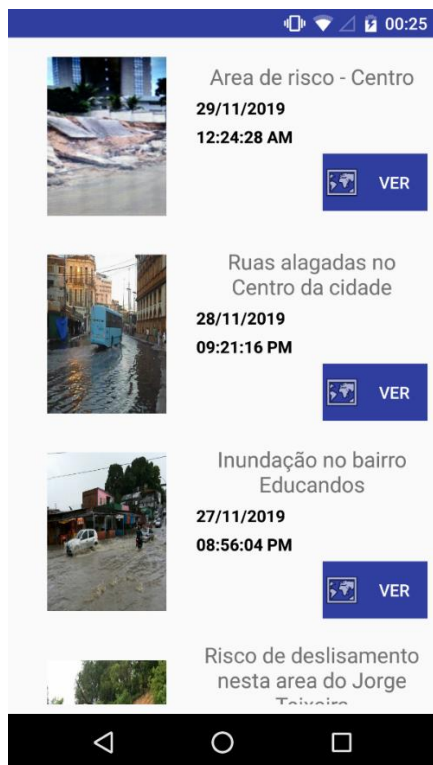 00:25
Area de risco - Centro
29/11/2019
12:24:28 AM
VER
Ruas alagadas no
Centro da cidade
28/11/2019
09:21:16 PM
VER
Inundação no bairro
Educandos
27/11/2019
08:56:04 PM
VER
Risco de deslisamento
nesta area do Jorge
Teixeira